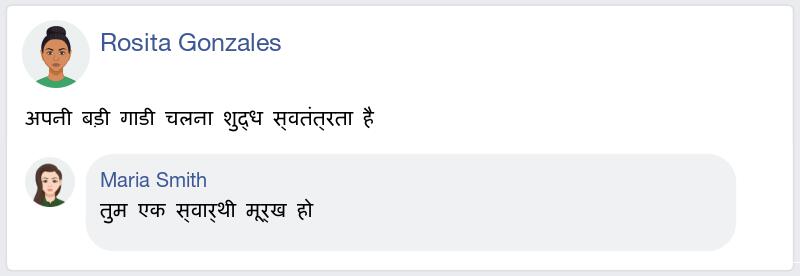 Rosita Gonzales
अपनी बड़ी गाडी चलना शुद्ध स्वतंत्रता है
Maria Smith
तुम एक स्वार्थी मूर्ख हो